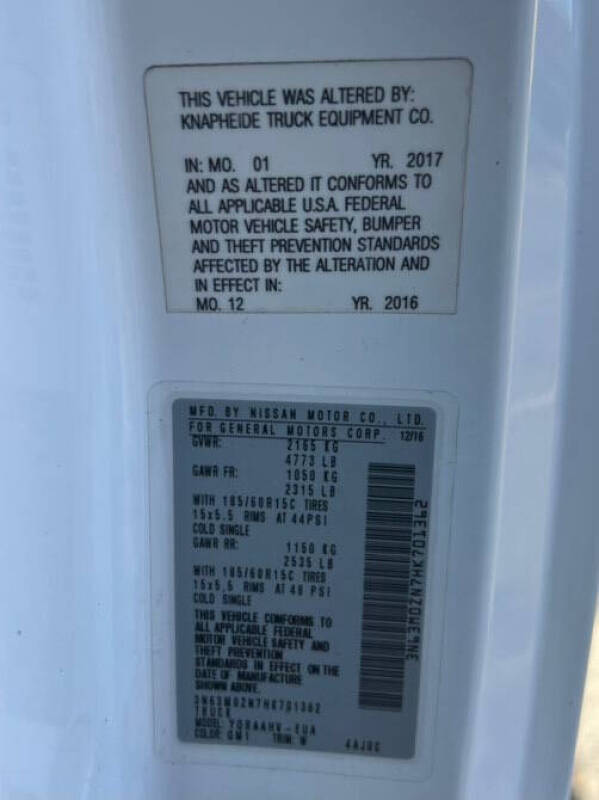 THIS VEHICLE WAS ALTERED BY:
KNAPHEIDE TRUCK EQUIPMENT CO.
IN: MO. 01 YR. 2017
AND AS ALTERED IT CONFORMS TO
ALL APPLICABLE U.S.A. FEDERAL
MOTOR VEHICLE SAFETY, BUMPER
AND THEFT PREVENTION STANDARDS
AFFECTED BY THE ALTERATION AND
IN EFFECT IN:
MO. 12 YR. 2016
MFD. BY NISSAN MOTOR CO., LTD.
FOR GENERAL MOTORS CORP. 12/16
GVWR: 2165 KG
4773 LB
GAWR FR: 1050 KG
2315 LB
WITH 185/60R15C TIRES
15x5.5 RIMS AT 44PSI
COLD SINGLE
GAWR RR: 1150 KG
2535 LB
WITH 185/60R15C TIRES
15x5.5 RIMS AT 48 PSI
COLD SINGLE
THIS VEHICLE CONFORMS TO
ALL APPLICABLE FEDERAL
MOTOR VEHICLE SAFETY AND
THEFT PREVENTION
STANDARDS IN EFFECT ON THE
DATE OF MANUFACTURE
SHOWN ABOVE.
3N63M0ZN7HK701362
TRUCK
MODEL:
COLOR: QM1 TRIM: W
3N63M0ZN7HK701362